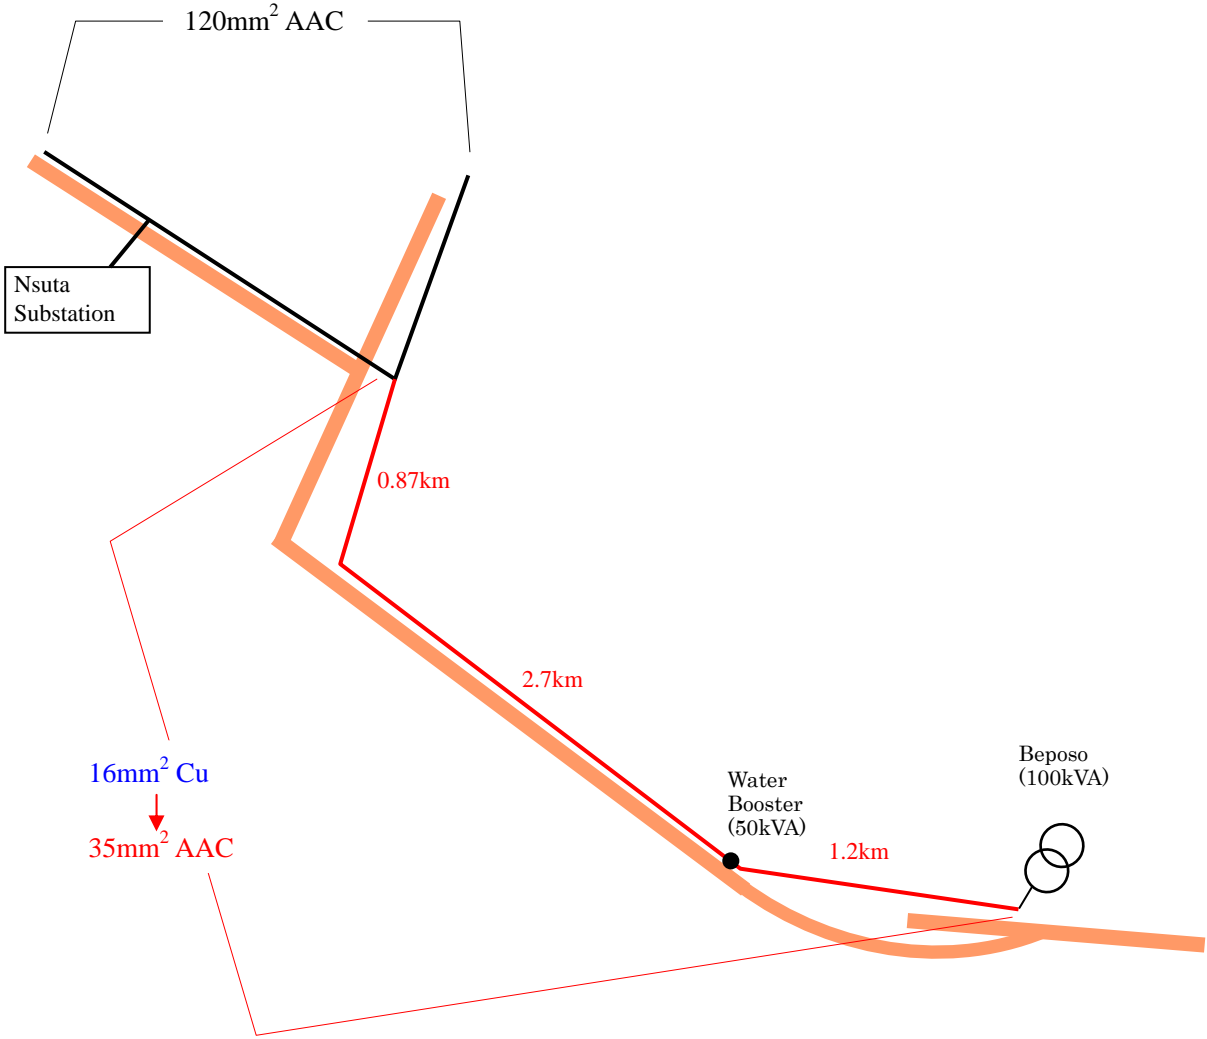 120mm² AAC
Nsuta
Substation
0.87km
2.7km
16mm² Cu
35mm² AAC
Water
Booster
(50kVA)
1.2km
Beposo
(100kVA)